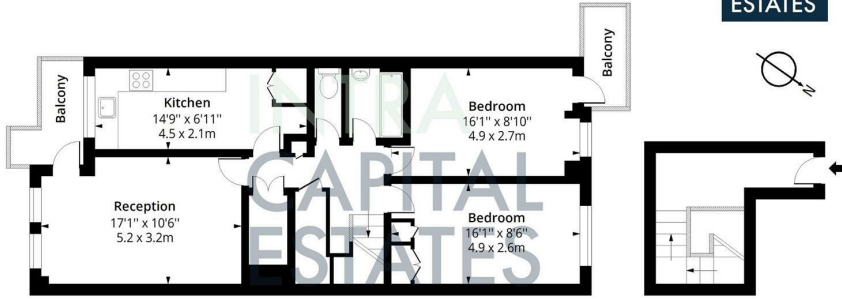 ESTATES
Balcony
N
Balcony
Kitchen
14'9" x 6'11"
4.5 x 2.1m
Bedroom
16'1" x 8'10"
4.9 x 2.7m
INTRA
CAPITAL
ESTATES
Reception
17'1" x 10'6"
5.2 x 3.2m
Bedroom
16'1" x 8'6"
4.9 x 2.6m